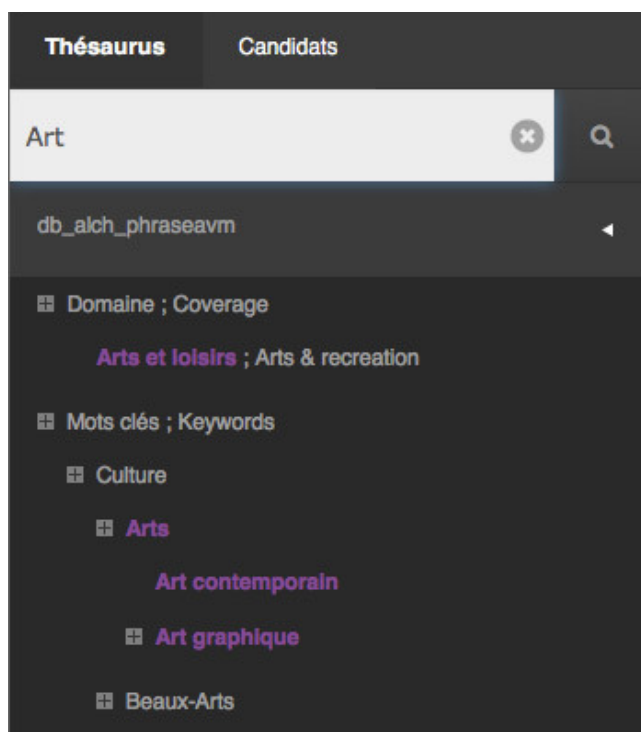 Thésaurus Candidats
Art
db_alch_phraseavm
Domaine ; Coverage
Arts et loisirs ; Arts & recreation
Mots clés ; Keywords
Culture
Arts
Art contemporain
Art graphique
Beaux-Arts